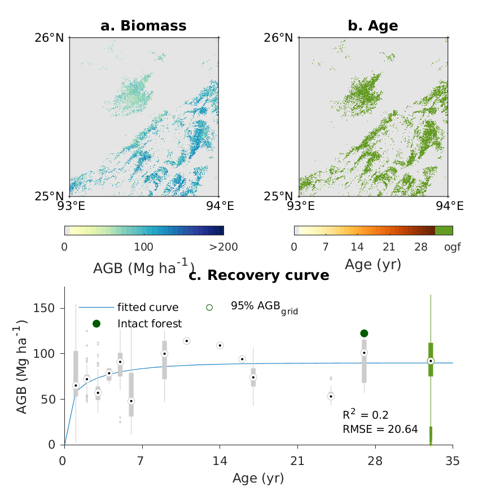 a. Biomass
b. Age
26°N
25°N
93°E
94°E
0 100 >200
AGB (Mg ha-1)
26°N
25°N
93°E
94°E
0 7 14 21 28 ogf
Age (yr)
c. Recovery curve
fitted curve
95% AGBgrid
Intact forest
AGB (Mg ha-1)
150
100
50
0
R2 = 0.2
RMSE = 20.64
0 7 14 21 28 35
Age (yr)